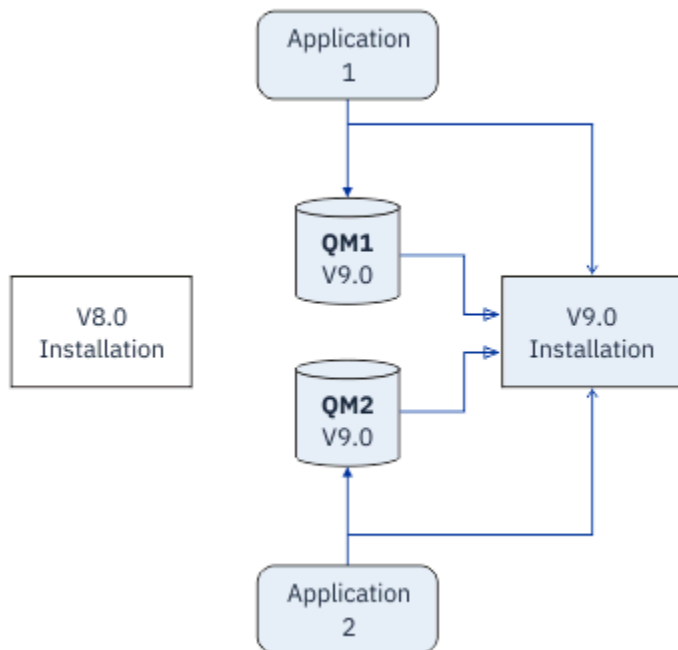 Application
1
QM1
V9.0
V8.0
Installation
V9.0
Installation
QM2
V9.0
Application
2